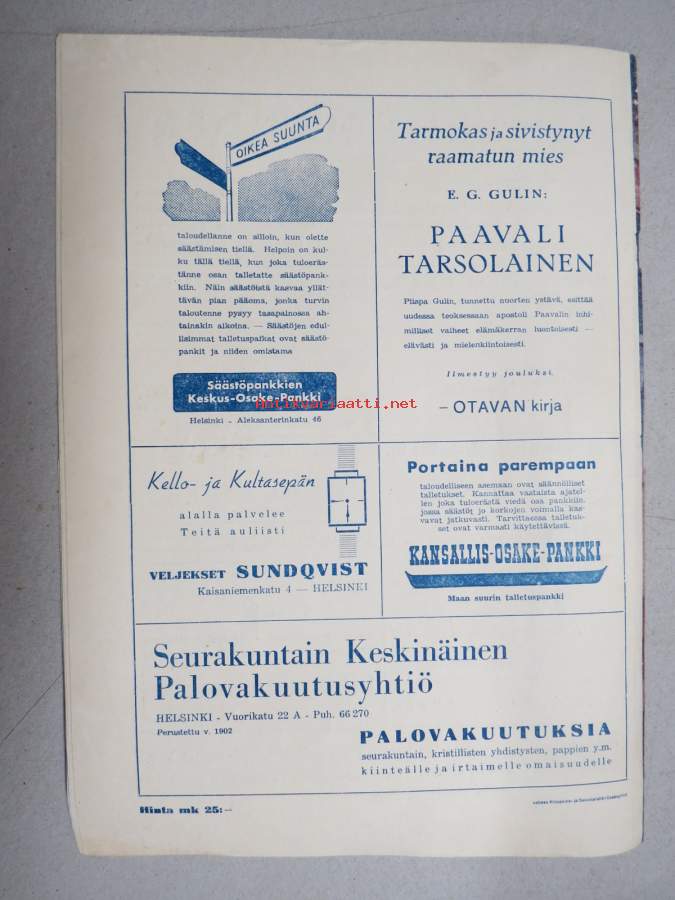 OIKEA SUUNTA
taloudellanne on silloin, kun olette
säästämisen tiellä. Helpoin on kul-
ku tällä tiellä, kun joka tuloeräs-
tänne osan talletatte säästöpank-
kiin. Näin säästöistä kasvaa yllät-
tävän pian pääoma, jonka turvin
taloutenne pysyy tasapainossa ah-
tainakin aikoina. — Säästöjen edul-
lisimmat talletuspaikat ovat säästö-
pankit ja niiden omistama
Säästöpankkien
Keskus-Osake-Pankki
Helsinki - Aleksanterinkatu 46
Tarmokas ja sivistynyt
raamatun mies
E. G. GULIN:
PAAVALI
TARSOLAINEN
Piispa Gulin, tunnettu nuorten ystävä, esittää
uudessa teoksessaan apostoli Paavalin inhi-
milliset vaiheet elämäkerran luontoisesti —
elävästi ja mielenkiintoisesti.
Ilmestyy jouluksi.
– OTAVAN kirja
Antikvariaatti.net
Kello- ja Kultasepän
alalla palvelee
Teitä auliisti
VELJEKSET SUNDQVIST
Kaisaniemenkatu 4 — HELSINKI
Portaina parempaan
taloudelliseen asemaan ovat säännölliset
talletukset. Kannattaa vastaista ajatel-
len joka tuloerästä viedä osa pankkiin,
jossa säästöt jo korkojen voimalla kas-
vavat jatkuvasti. Tarvittaessa talletuk-
set ovat varmasti käytettävissä.
KANSALLIS-OSAKE-PANKKI
Maan suurin talletuspankki
Seurakuntain Keskinäinen
Palovakuutusyhtiö
HELSINKI - Vuorikatu 22 A - Puh. 66 270
Perustettu v. 1902
PALOVAKUUTUKSIA
seurakuntain, kristillisten yhdistysten, pappien y.m.
kiinteälle ja irtaimelle omaisuudelle
Hinta mk 25:—